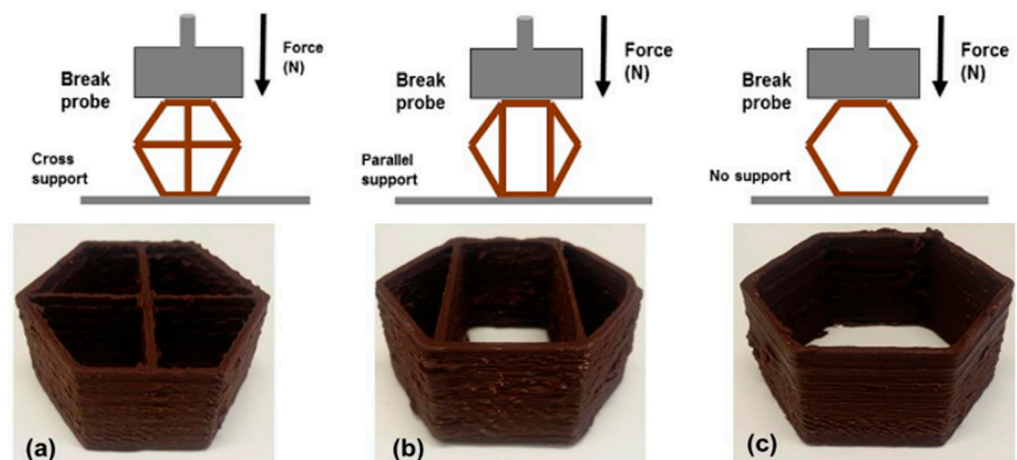 Force
(N)
Break
probe
Cross
support
Force
(N)
Break
probe
Parallel
support
Force
(N)
Break
probe
No support
(a)
(b)
(c)